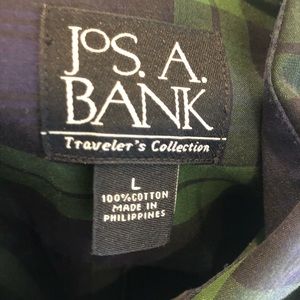 JOS. A.
BANK
Traveler's Collection
L
100% COTTON
MADE IN
PHILIPPINES